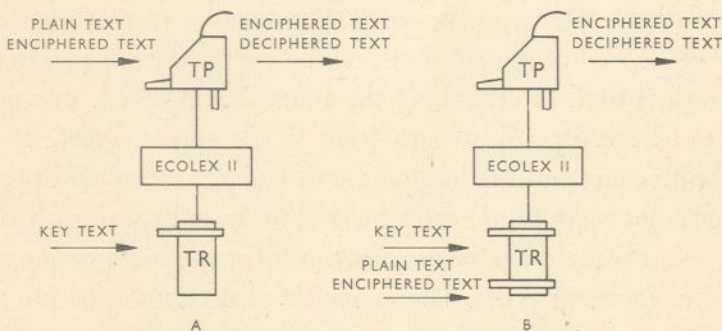 PLAIN TEXT
ENCIPHERED TEXT
TP
ENCIPHERED TEXT
DECIPHERED TEXT
ECOLEX II
KEY TEXT
TR
A
TP
ENCIPHERED TEXT
DECIPHERED TEXT
ECOLEX II
KEY TEXT
PLAIN TEXT
ENCIPHERED TEXT
TR
B